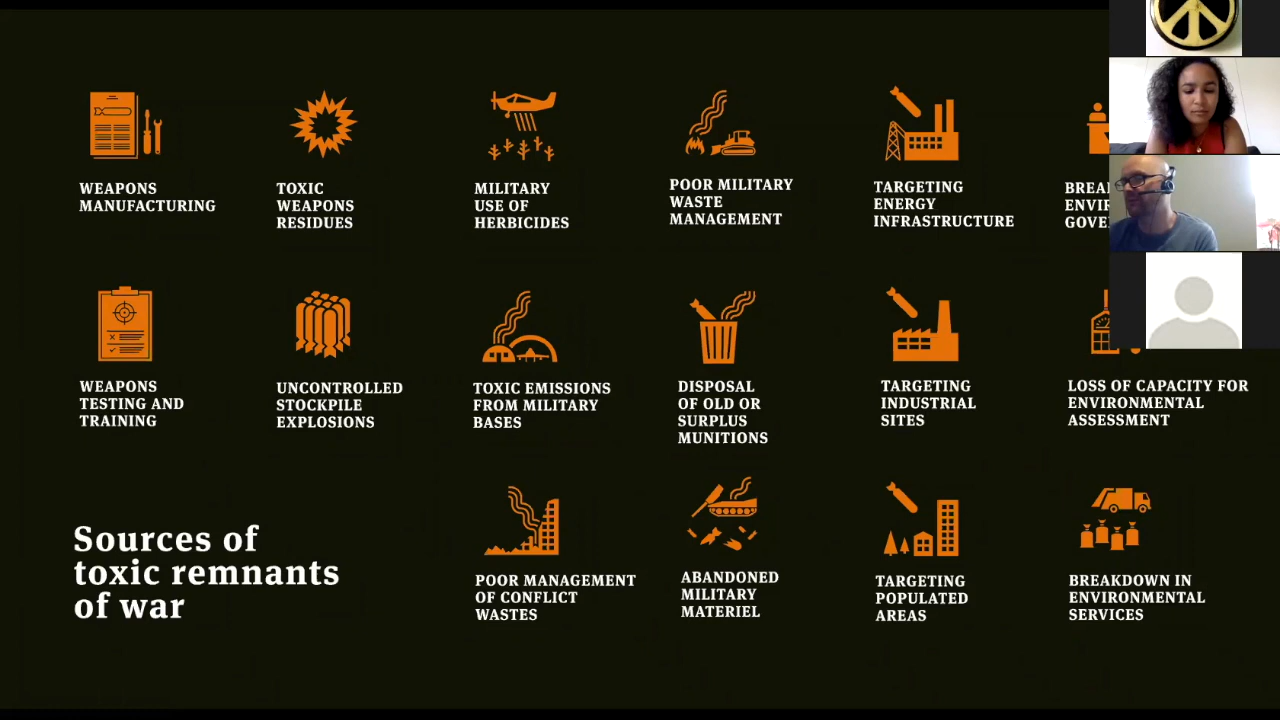 WEAPONS
MANUFACTURING
TOXIC
WEAPONS
RESIDUES
MILITARY
USE OF
HERBICIDES
POOR MILITARY
WASTE
MANAGEMENT
TARGETING
ENERGY
INFRASTRUCTURE
WEAPONS
TESTING AND
TRAINING
UNCONTROLLED
STOCKPILE
EXPLOSIONS
TOXIC EMISSIONS
FROM MILITARY
BASES
DISPOSAL
OF OLD OR
SURPLUS
MUNITIONS
TARGETING
INDUSTRIAL
SITES
LOSS OF CAPACITY FOR
ENVIRONMENTAL
ASSESSMENT
Sources of
toxic remnants
of war
POOR MANAGEMENT
OF CONFLICT
WASTES
ABANDONED
MILITARY
MATERIEL
TARGETING
POPULATED
AREAS
BREAKDOWN IN
ENVIRONMENTAL
SERVICES